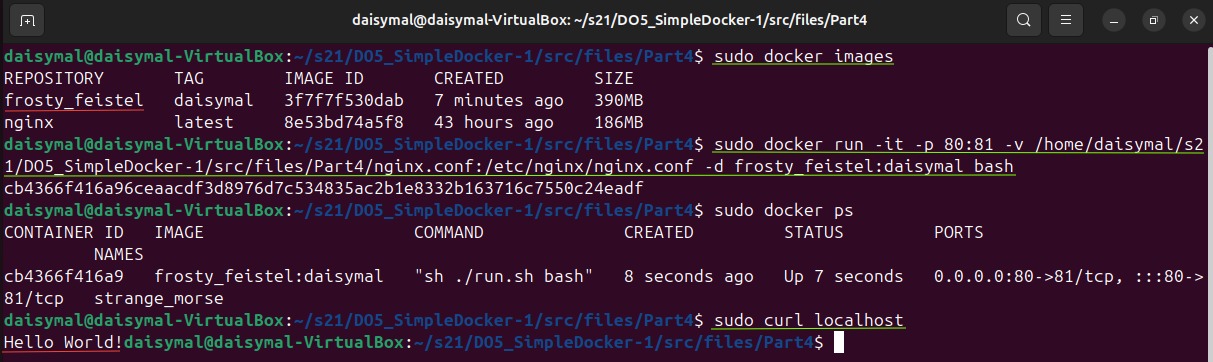 daisymal@daisymal-VirtualBox: ~/s21/DO5_SimpleDocker-1/src/files/Part4
daisymal@daisymal-VirtualBox:~/s21/DO5_SimpleDocker-1/src/files/Part4$ sudo docker images
REPOSITORY TAG IMAGE ID CREATED SIZE
frosty_feistel daisymal 3f7f7f530dab 7 minutes ago 390MB
nginx latest 8e53bd74a5f8 43 hours ago 186MB
daisymal@daisymal-VirtualBox:~/s21/DO5_SimpleDocker-1/src/files/Part4$ sudo docker run -it -p 80:81 -v /home/daisymal/s2
1/DO5_SimpleDocker-1/src/files/Part4/nginx.conf:/etc/nginx/nginx.conf -d frosty_feistel:daisymal bash
cb4366f416a96ceaacdf3d8976d7c534835ac2b1e8332b163716c7550c24eadf
daisymal@daisymal-VirtualBox:~/s21/DO5_SimpleDocker-1/src/files/Part4$ sudo docker ps
CONTAINER ID IMAGE COMMAND CREATED STATUS PORTS
NAMES
cb4366f416a9 frosty_feistel:daisymal "sh ./run.sh bash" 8 seconds ago Up 7 seconds 0.0.0.0:80->81/tcp, :::80->
81/tcp strange_morse
daisymal@daisymal-VirtualBox:~/s21/DO5_SimpleDocker-1/src/files/Part4$ sudo curl localhost
Hello World!daisymal@daisymal-VirtualBox:~/s21/DO5_SimpleDocker-1/src/files/Part4$